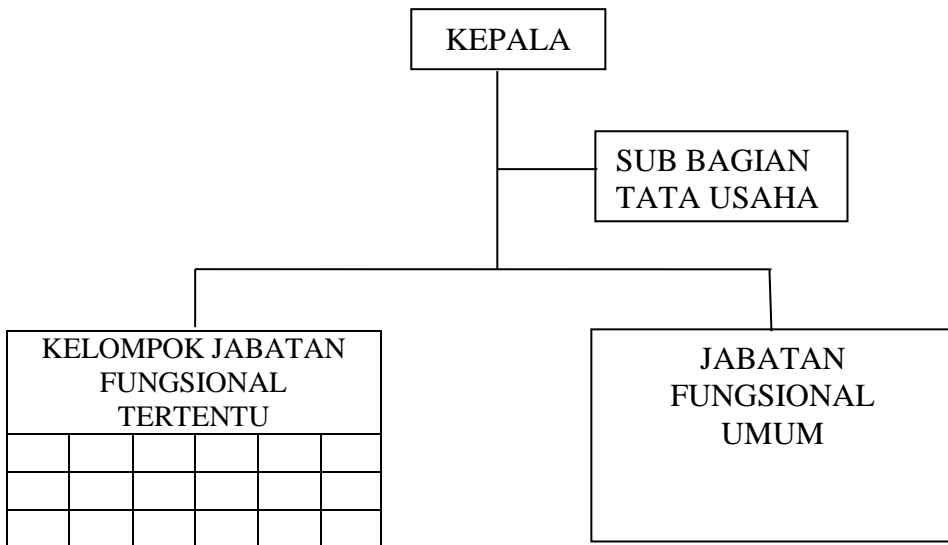 KEPALA
SUB BAGIAN
TATA USAHA
KELOMPOK JABATAN
FUNGSIONAL
TERTENTU
JABATAN
FUNGSIONAL
UMUM